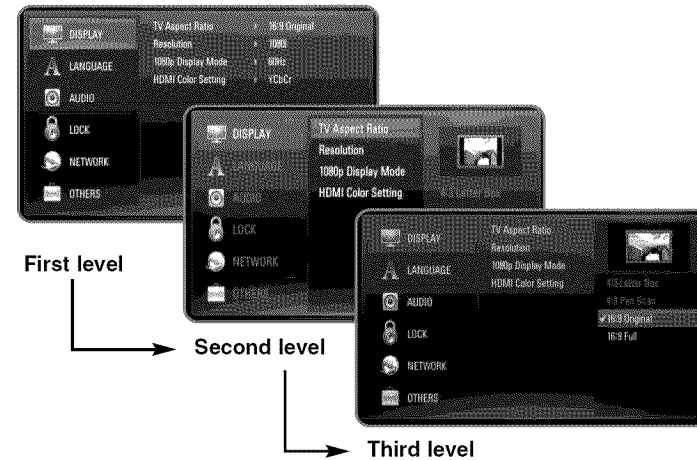 DISPLAY
LANGUAGE
AUDIO
LOCK
NETWORK
OTHERS
TV Aspect Ratio 16:9 Original
Resolution 1080i
1080p Display Mode 60Hz
HDMI Color Setting YCbCr
DISPLAY
LANGUAGE
AUDIO
LOCK
NETWORK
OTHERS
TV Aspect Ratio
Resolution
1080p Display Mode
HDMI Color Setting
4:3 Letter Box
DISPLAY
LANGUAGE
AUDIO
LOCK
NETWORK
OTHERS
TV Aspect Ratio
Resolution
1080p Display Mode
HDMI Color Setting
4:3 Letter Box
4:3 Pan Scan
✓16:9 Original
16:9 Full
First level
Second level
Third level